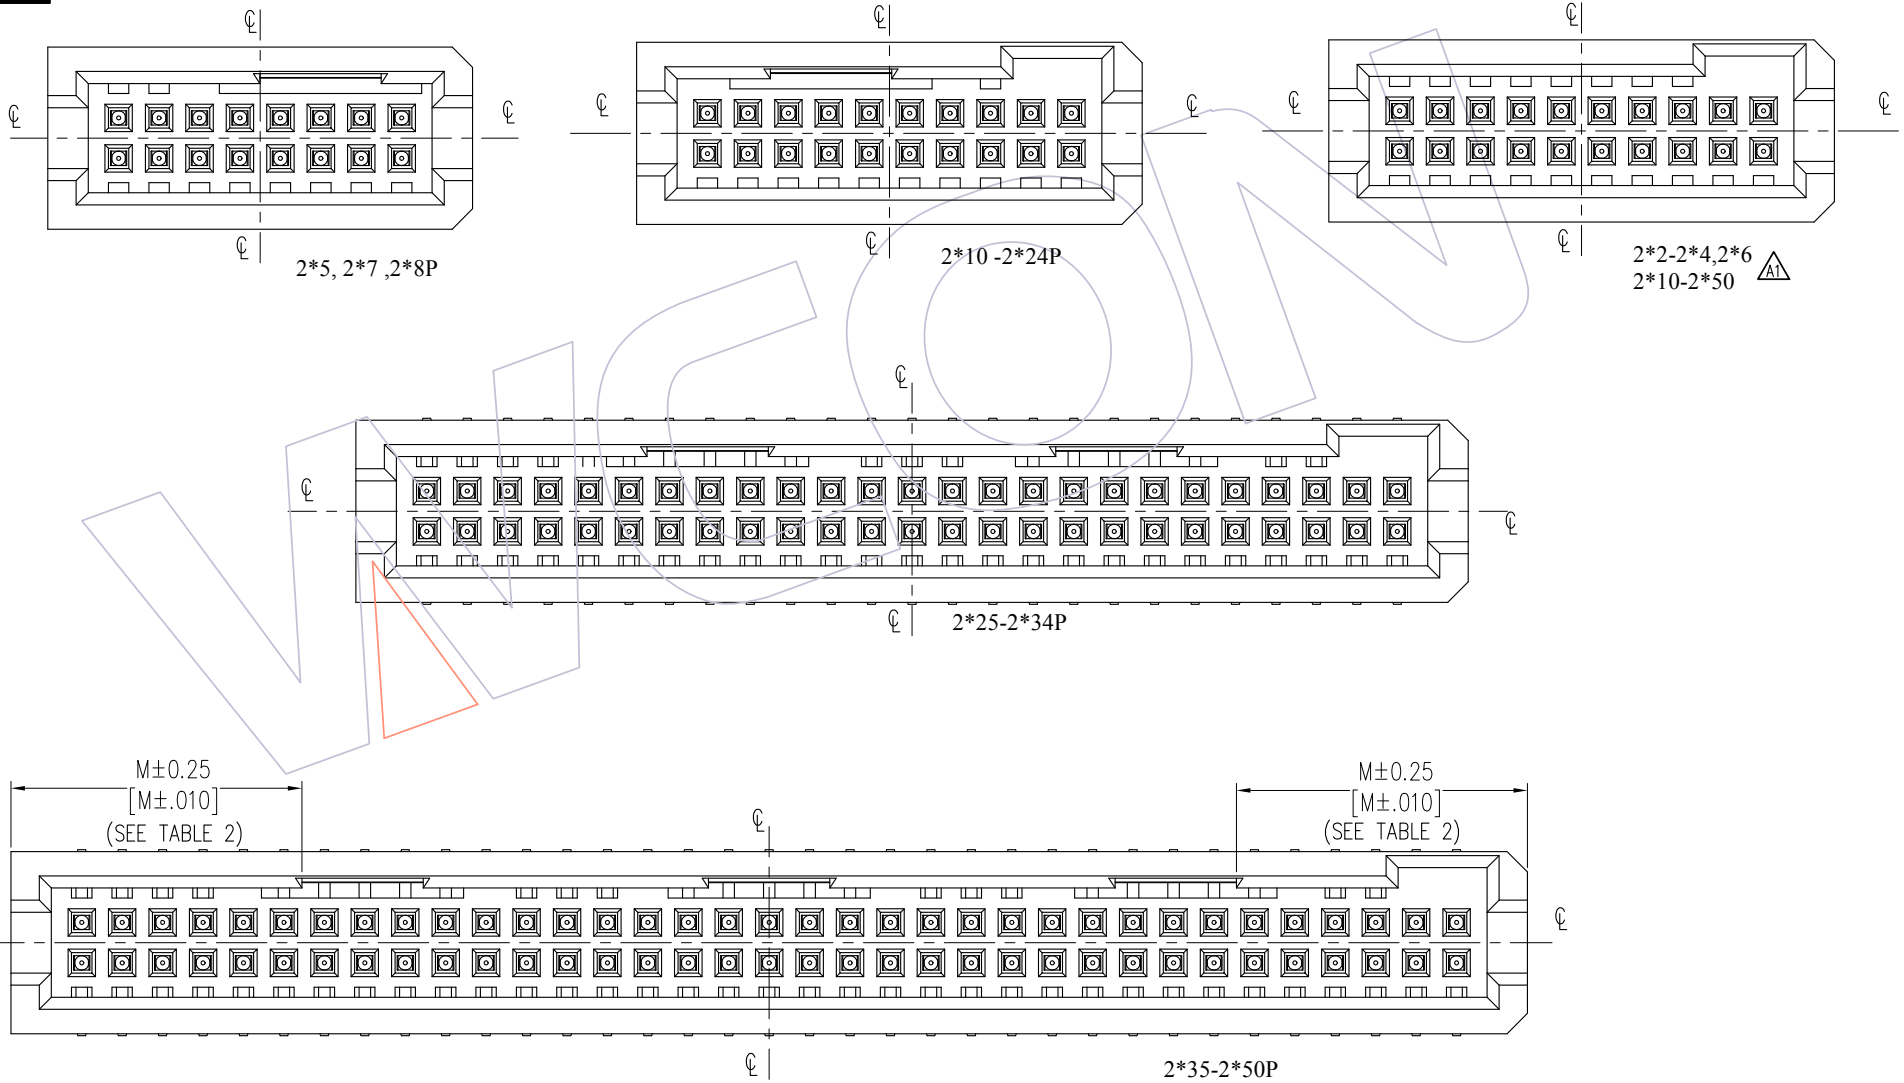 2*5, 2*7 ,2*8P
2*10 -2*24P
2*2-2*4,2*6
2*10-2*50
A1
2*25-2*34P
M±0.25
[M±.010]
(SEE TABLE 2)
M±0.25
[M±.010]
(SEE TABLE 2)
2*35-2*50P
WCON